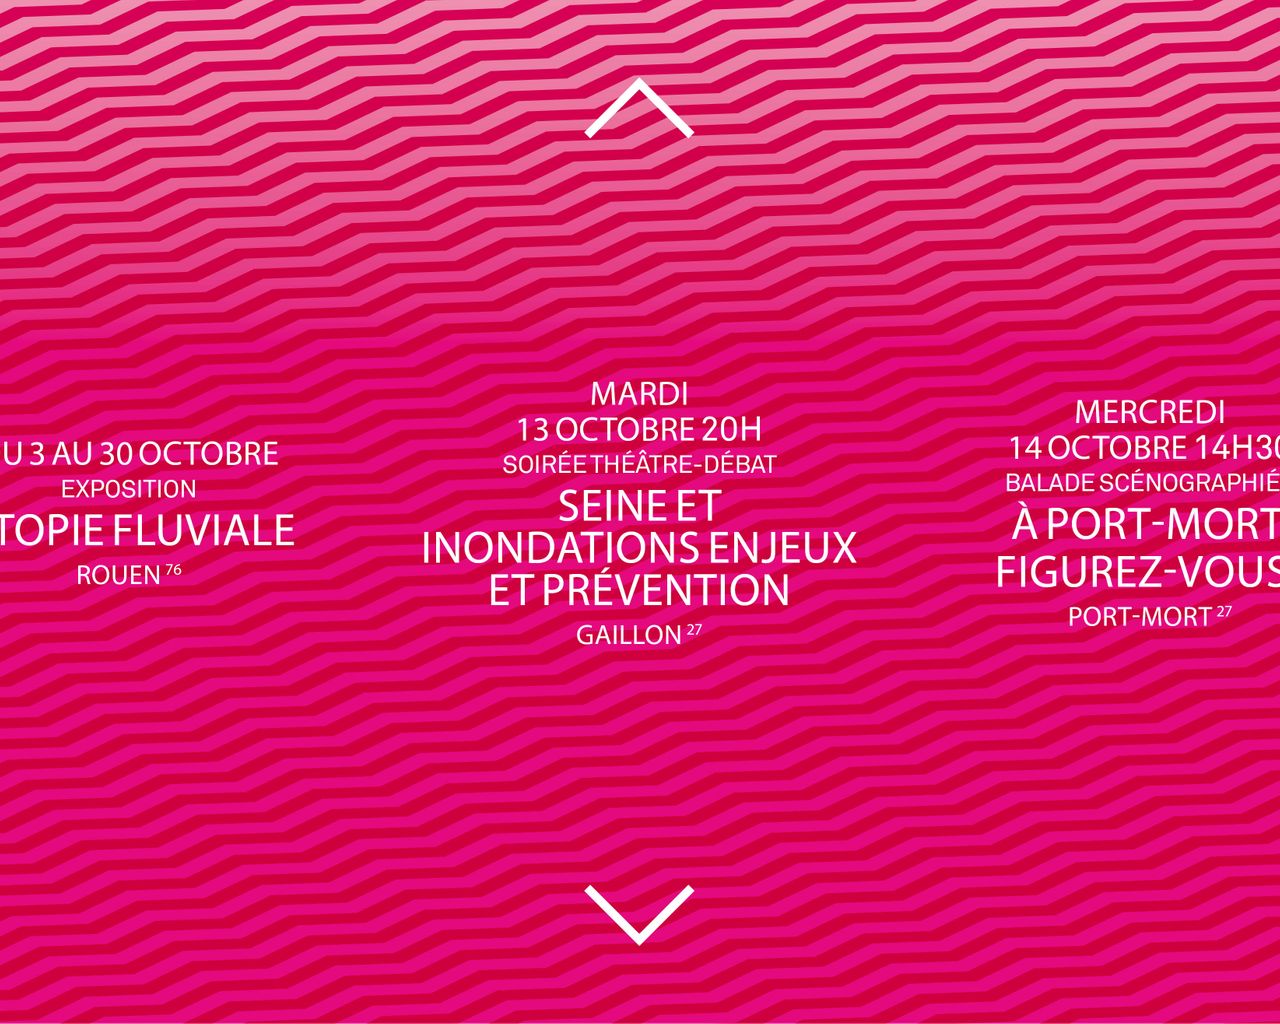 U 3 AU 30 OCTOBRE
EXPOSITION
TOPIE FLUVIALE
ROUEN 76
MARDI
13 OCTOBRE 20H
SOIRÉE THÉÂTRE-DÉBAT
SEINE ET
INONDATIONS ENJEUX
ET PRÉVENTION
GAILLON 27
MERCREDI
14 OCTOBRE 14H30
BALADE SCÉNOGRAPHIÉ
À PORT-MORT
FIGUREZ-VOUS
PORT-MORT 27